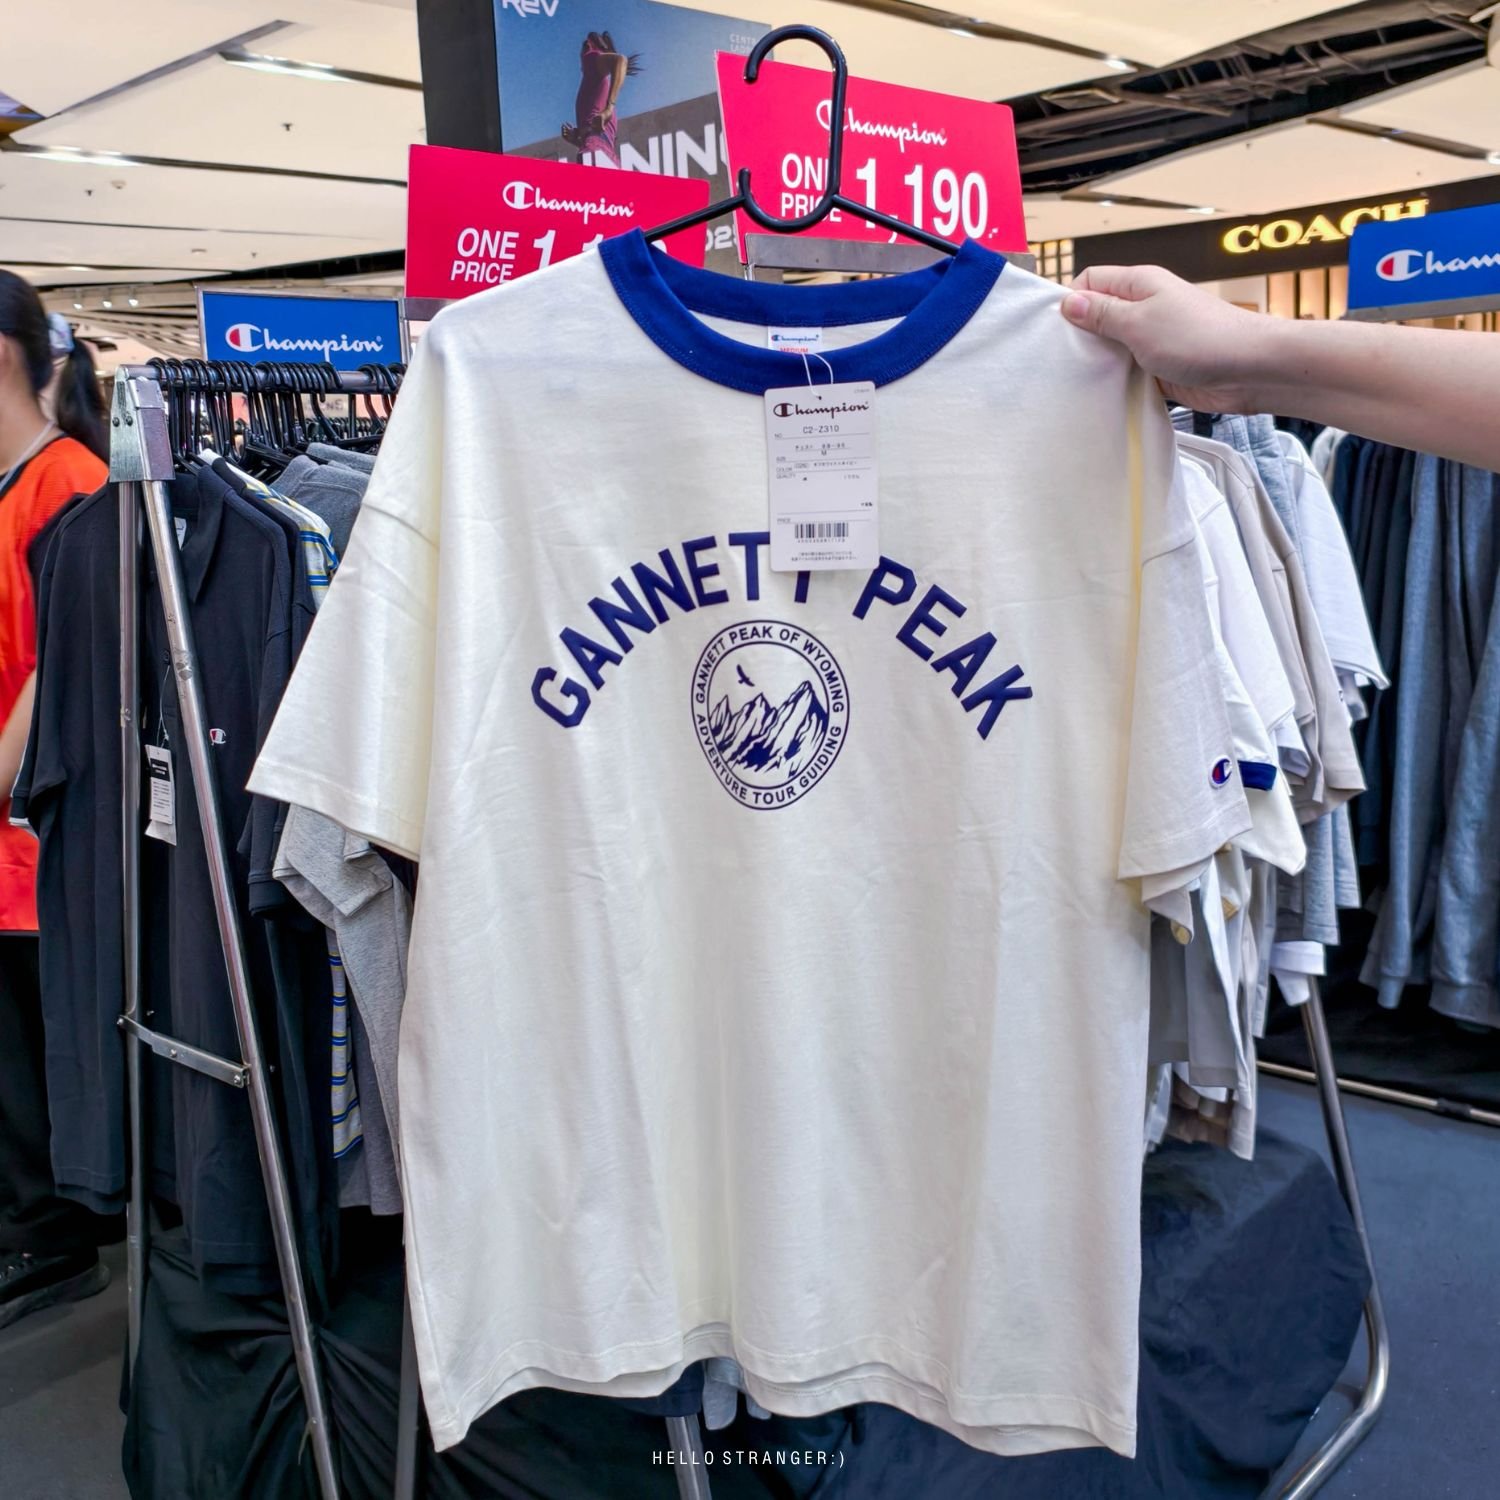 Rev
Champion
ONE
PRICE
1,190.-
Champion
ONE
PRICE
COACH
Champion
Champion
MEDIUM
Champion
C2-Z310
M
GANNETT PEAK
GANNETT PEAK OF WYOMING
ADVENTURE TOUR GUIDING
HELLO STRANGER:)